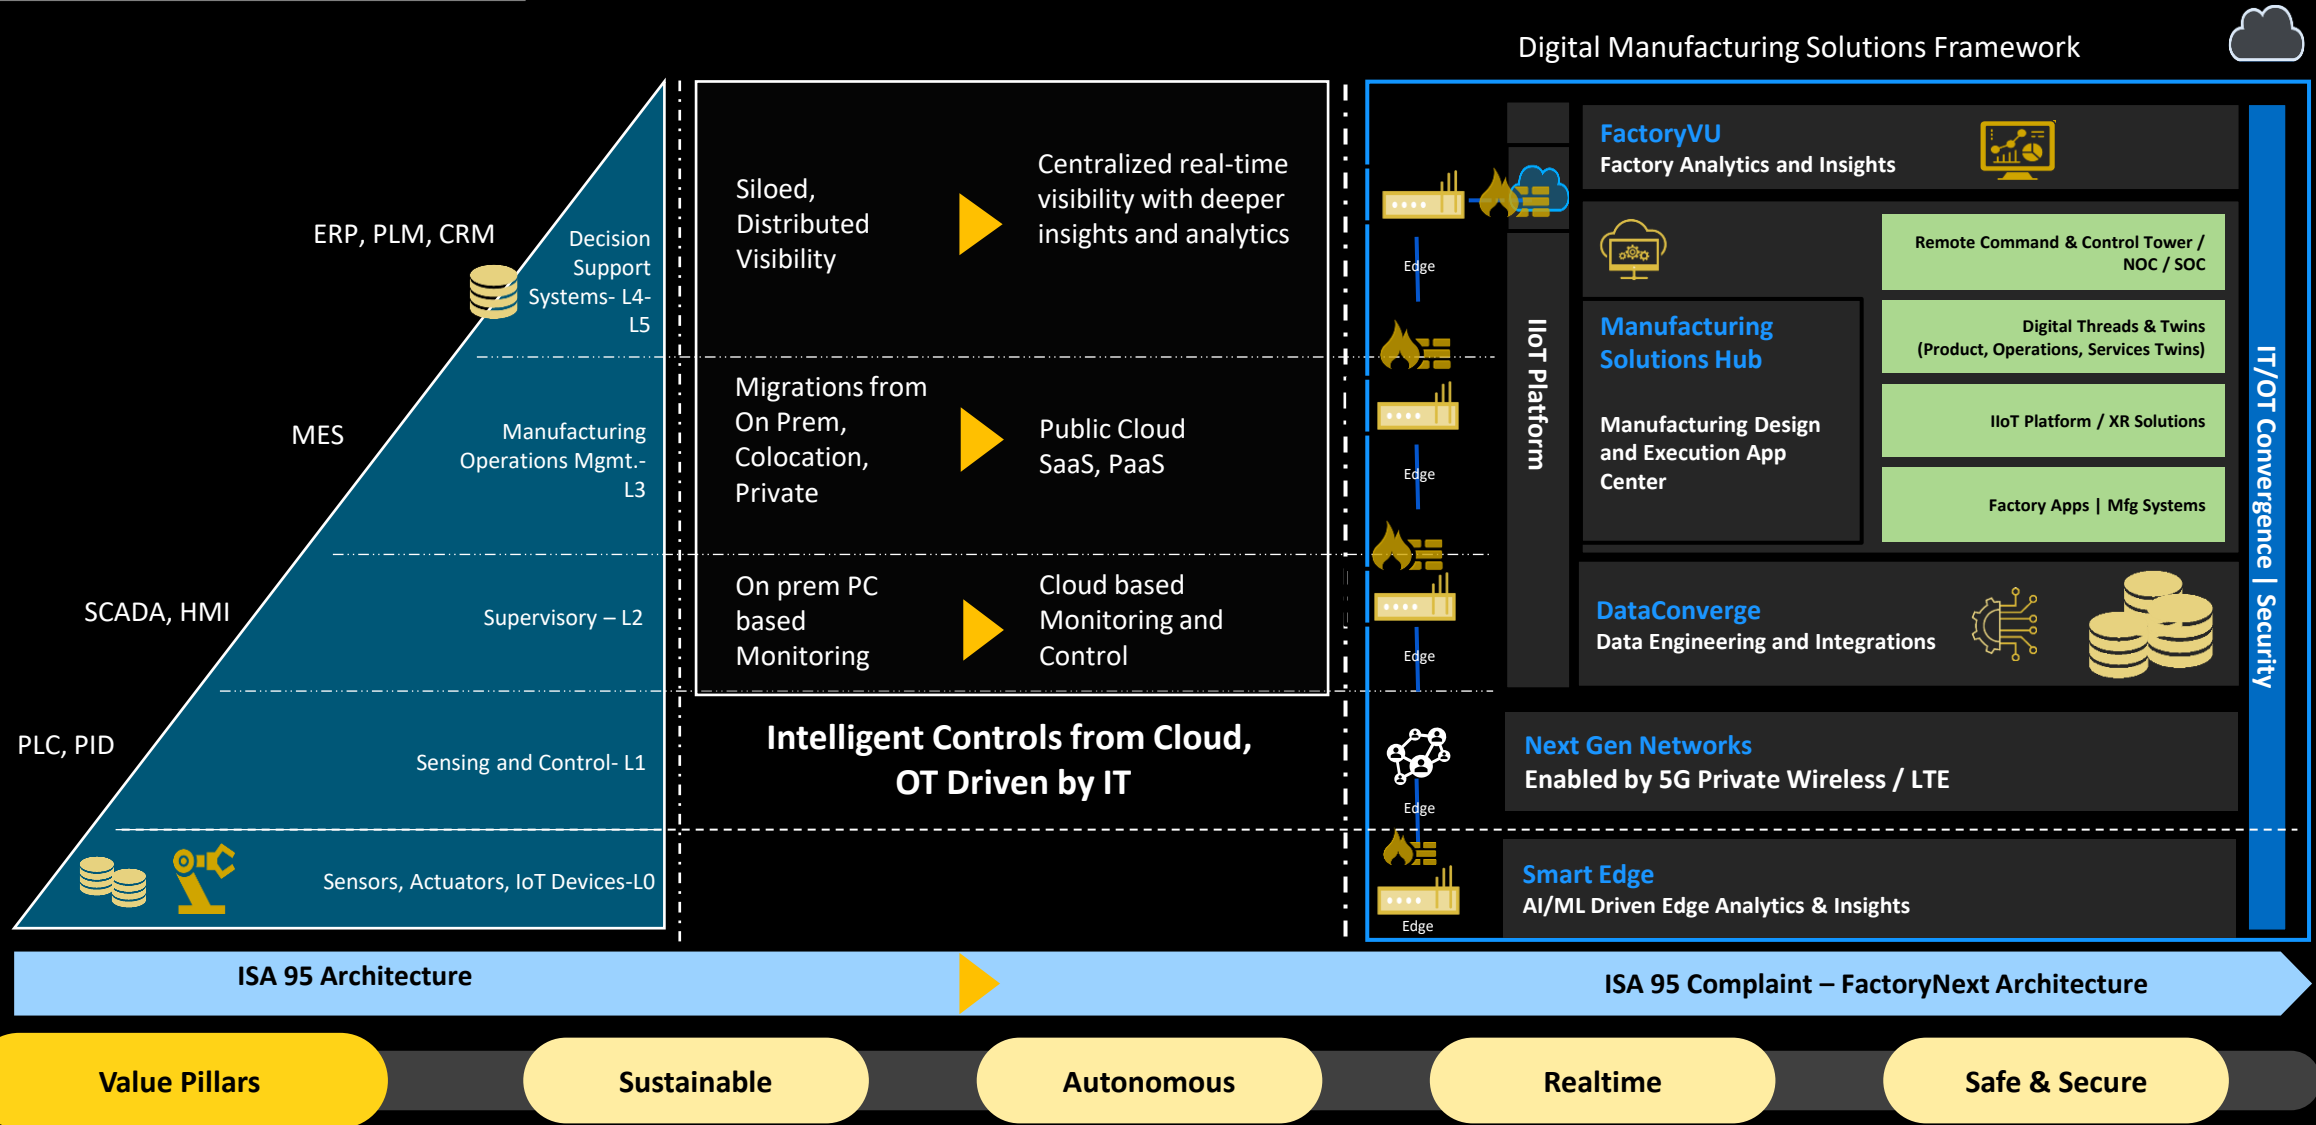 Digital Manufacturing Solutions Framework
ERP, PLM, CRM
Decision
Support
Systems- L4-
L5
MES
Manufacturing
Operations Mgmt.-
L3
SCADA, HMI
Supervisory – L2
PLC, PID
Sensing and Control- L1
Sensors, Actuators, IoT Devices-L0
Siloed,
Distributed
Visibility
Centralized real-time
visibility with deeper
insights and analytics
Migrations from
On Prem,
Colocation,
Private
Public Cloud
SaaS, PaaS
On prem PC
based
Monitoring
Cloud based
Monitoring and
Control
Intelligent Controls from Cloud,
OT Driven by IT
Edge
Edge
Edge
Edge
Edge
IIoT Platform
FactoryVU
Factory Analytics and Insights
Manufacturing
Solutions Hub
Manufacturing Design
and Execution App
Center
Remote Command & Control Tower /
NOC / SOC
Digital Threads & Twins
(Product, Operations, Services Twins)
IIoT Platform / XR Solutions
Factory Apps | Mfg Systems
DataConverge
Data Engineering and Integrations
Next Gen Networks
Enabled by 5G Private Wireless / LTE
Smart Edge
AI/ML Driven Edge Analytics & Insights
IT/OT Convergence | Security
ISA 95 Architecture
ISA 95 Complaint – FactoryNext Architecture
Value Pillars
Sustainable
Autonomous
Realtime
Safe & Secure